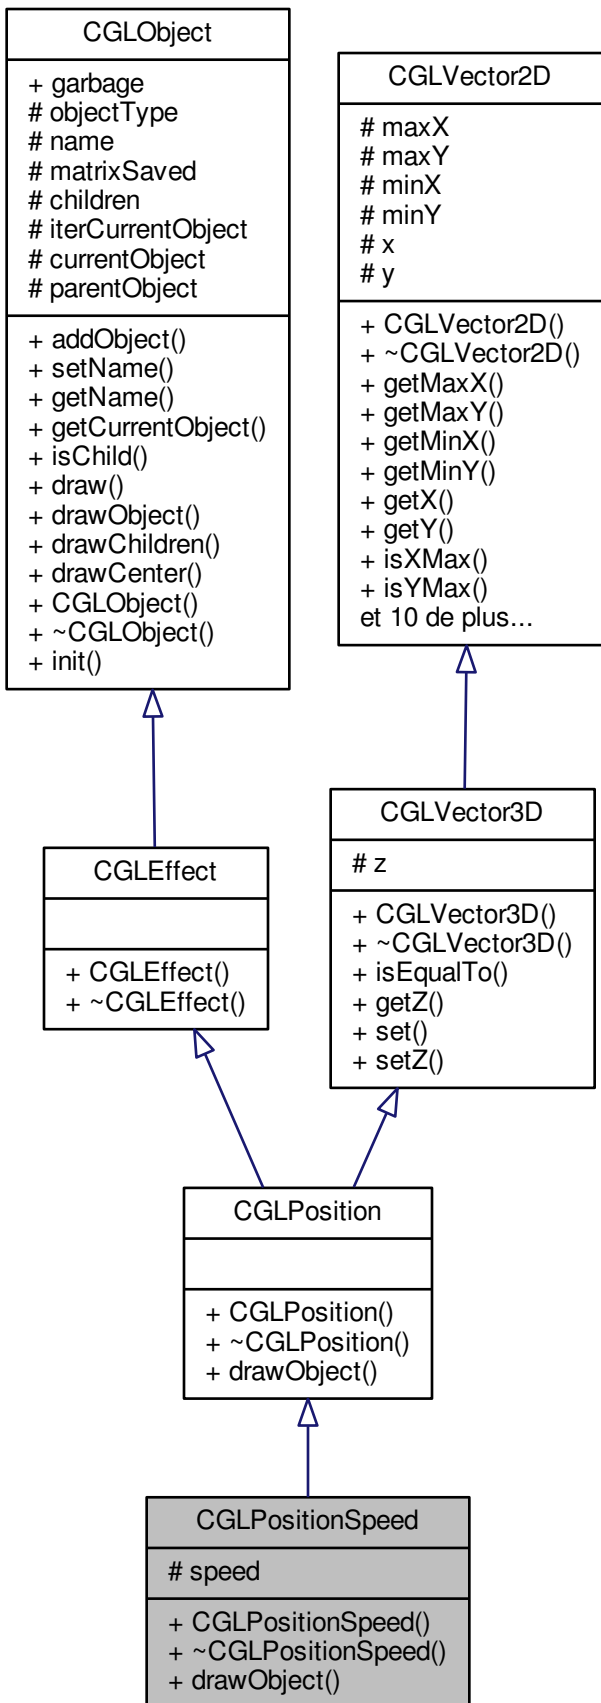 CGLObject
+ garbage
# objectType
# name
# matrixSaved
# children
# iterCurrentObject
# currentObject
# parentObject
+ addObject()
+ setName()
+ getName()
+ getCurrentObject()
+ isChild()
+ draw()
+ drawObject()
+ drawChildren()
+ drawCenter()
+ CGLObject()
+ ~CGLObject()
+ init()
CGLVector2D
# maxX
# maxY
# minX
# minY
# x
# y
+ CGLVector2D()
+ ~CGLVector2D()
+ getMaxX()
+ getMaxY()
+ getMinX()
+ getMinY()
+ getX()
+ getY()
+ isXMax()
+ isYMax()
et 10 de plus...
CGLEffect
+ CGLEffect()
+ ~CGLEffect()
CGLVector3D
# z
+ CGLVector3D()
+ ~CGLVector3D()
+ isEqualTo()
+ getZ()
+ set()
+ setZ()
CGLPosition
+ CGLPosition()
+ ~CGLPosition()
+ drawObject()
CGLPositionSpeed
# speed
+ CGLPositionSpeed()
+ ~CGLPositionSpeed()
+ drawObject()